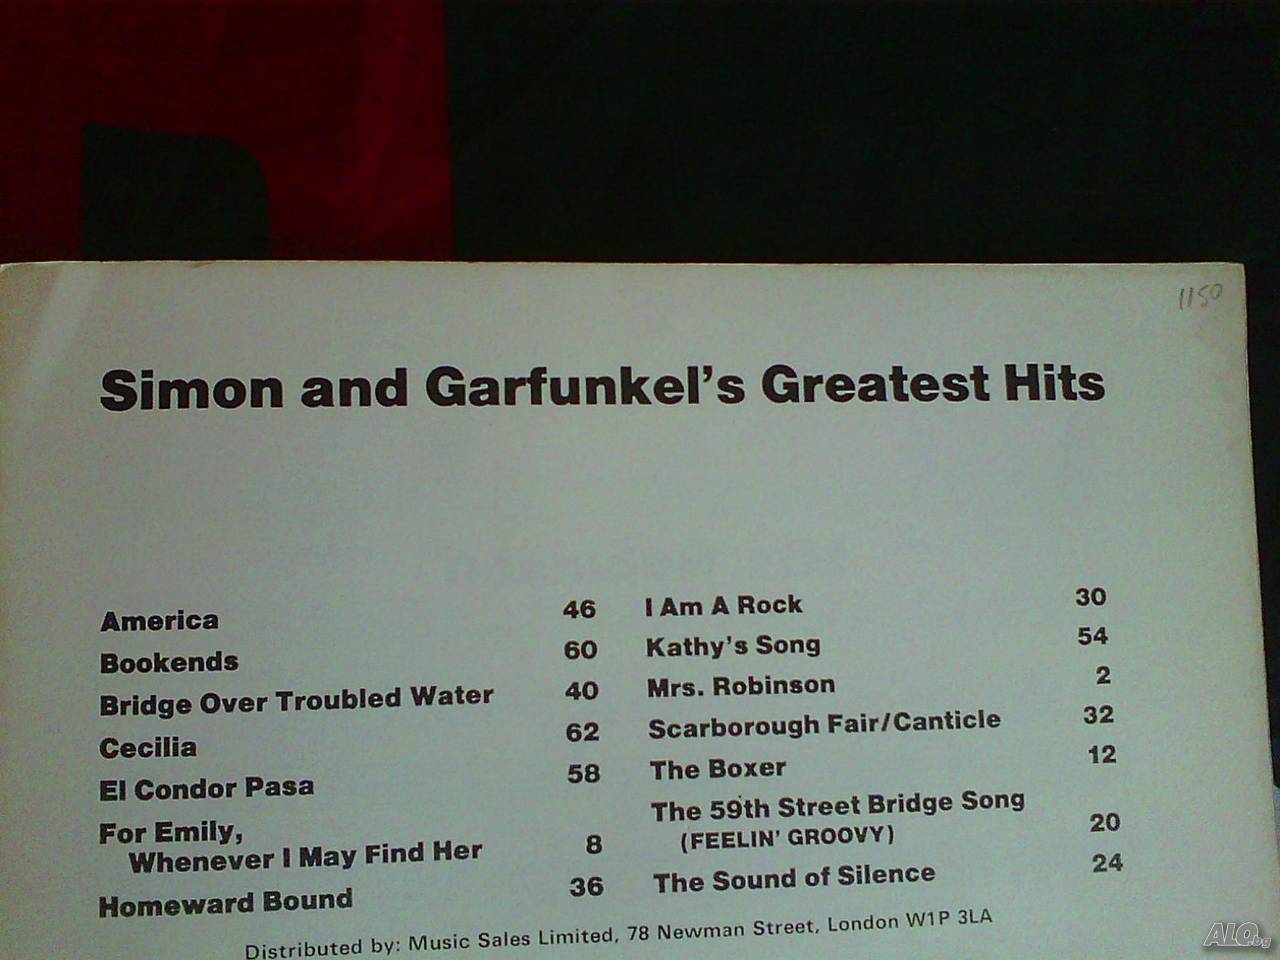 1150
Simon and Garfunkel's Greatest Hits
America 46
Bookends 60
Bridge Over Troubled Water 40
Cecilia 62
El Condor Pasa 58
For Emily,
Whenever I May Find Her 8
Homeward Bound 36
I Am A Rock 30
Kathy's Song 54
Mrs. Robinson 2
Scarborough Fair/Canticle 32
The Boxer 12
The 59th Street Bridge Song
(FEELIN' GROOVY) 20
The Sound of Silence 24
Distributed by: Music Sales Limited, 78 Newman Street, London W1P 3LA
ALO.bg